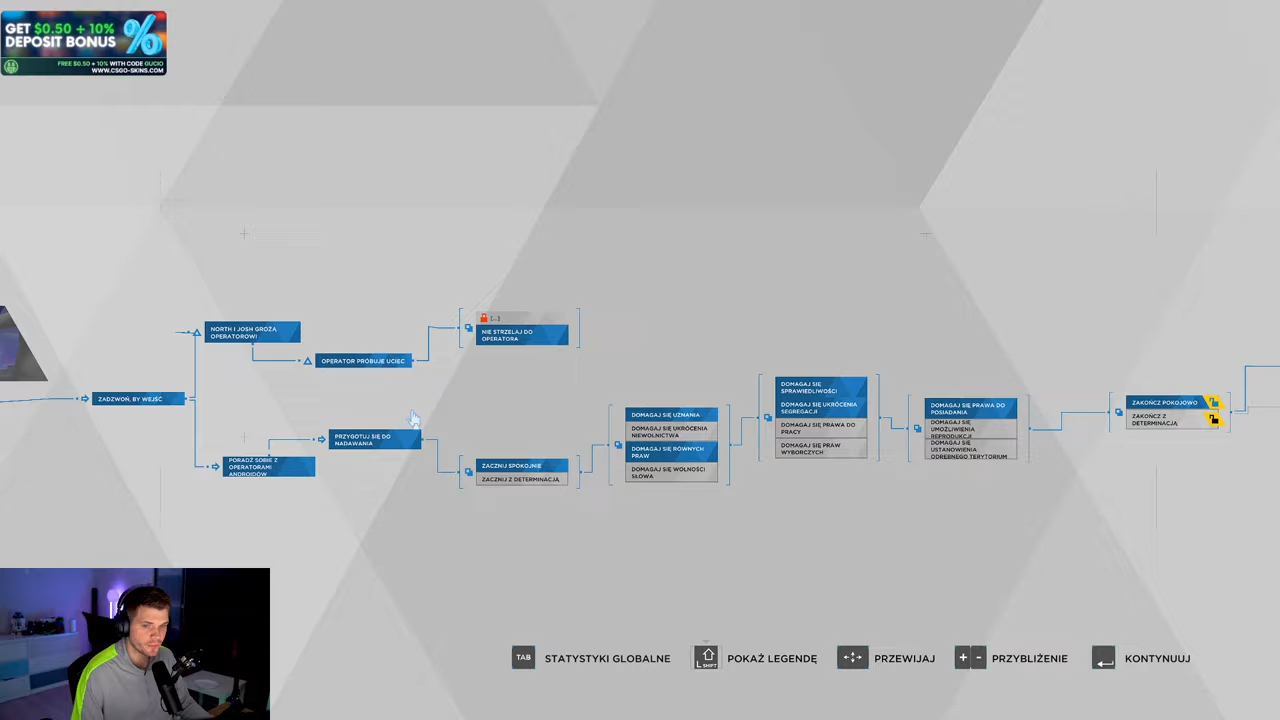 GET $0.50 + 10%
DEPOSIT BONUS
%
FREE $0.50 + 10% WITH CODE GUCIO
WWW.CSGO-SKINS.COM
NORTH I JOSH GROŻĄ
OPERATOROWI
OPERATOR PRÓBUJE UCIEC
[...]
NIE STRZELAJ DO
OPERATORA
ZADZWOŃ, BY WEJŚĆ
PORADŹ SOBIE Z
OPERATORAMI
ANDROIDÓW
PRZYGOTUJ SIĘ DO
NADAWANIA
ZACZNIJ SPOKOJNIE
ZACZNIJ Z DETERMINACJĄ
DOMAGAJ SIĘ UZNANIA
DOMAGAJ SIĘ UKRÓCENIA
NIEWOLNICTWA
DOMAGAJ SIĘ RÓWNYCH
PRAW
DOMAGAJ SIĘ WOLNOŚCI
SŁOWA
DOMAGAJ SIĘ
SPRAWIEDLIWOŚCI
DOMAGAJ SIĘ UKRÓCENIA
SEGREGACJI
DOMAGAJ SIĘ PRAWA DO
PRACY
DOMAGAJ SIĘ PRAW
WYBORCZYCH
DOMAGAJ SIĘ PRAWA DO
POSIADANIA
DOMAGAJ SIĘ
UMOŻLIWIENIA
REPRODUKCJI
DOMAGAJ SIĘ
USTANOWIENIA
ODRĘBNEGO TERYTORIUM
ZAKOŃCZ POKOJOWO
ZAKOŃCZ Z
DETERMINACJĄ
TAB STATYSTYKI GLOBALNE
L SHIFT POKAŻ LEGENDĘ
PRZEWIJAJ
+ - PRZYBLIŻENIE
KONTYNUUJ